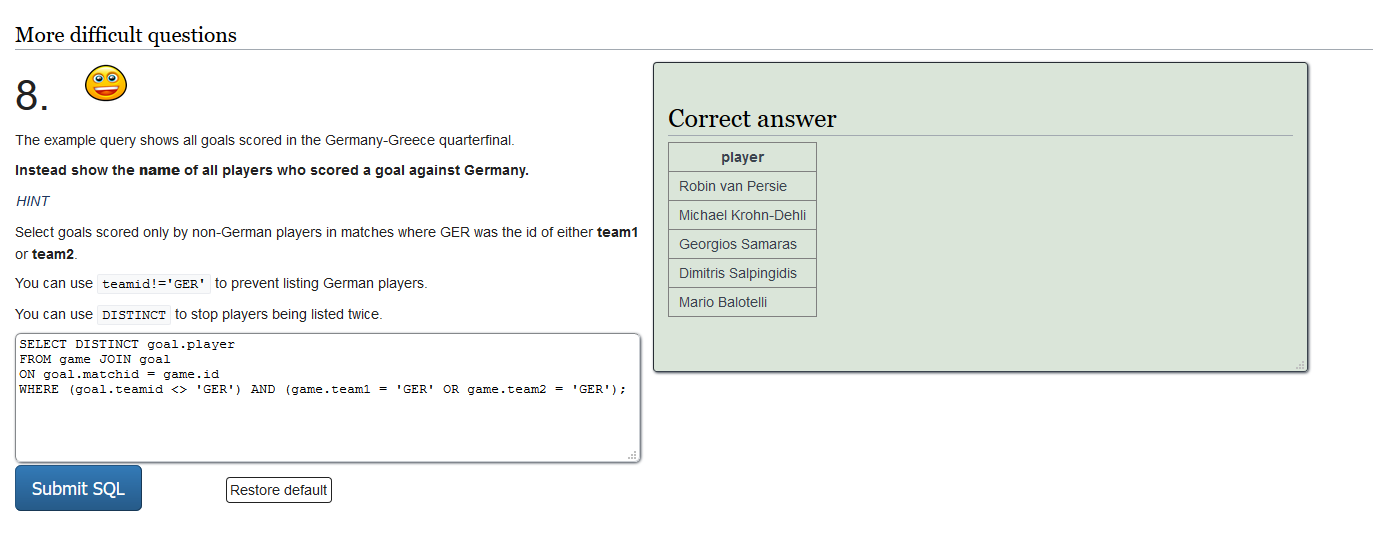 More difficult questions
8.
The example query shows all goals scored in the Germany-Greece quarterfinal.
Instead show the name of all players who scored a goal against Germany.
HINT
Select goals scored only by non-German players in matches where GER was the id of either team1
or team2.
You can use teamid!='GER' to prevent listing German players.
You can use DISTINCT to stop players being listed twice.
SELECT DISTINCT goal.player
FROM game JOIN goal
ON goal.matchid = game.id
WHERE (goal.teamid <> 'GER') AND (game.team1 = 'GER' OR game.team2 = 'GER');
Submit SQL
Restore default
Correct answer
player
Robin van Persie
Michael Krohn-Dehli
Georgios Samaras
Dimitris Salpingidis
Mario Balotelli